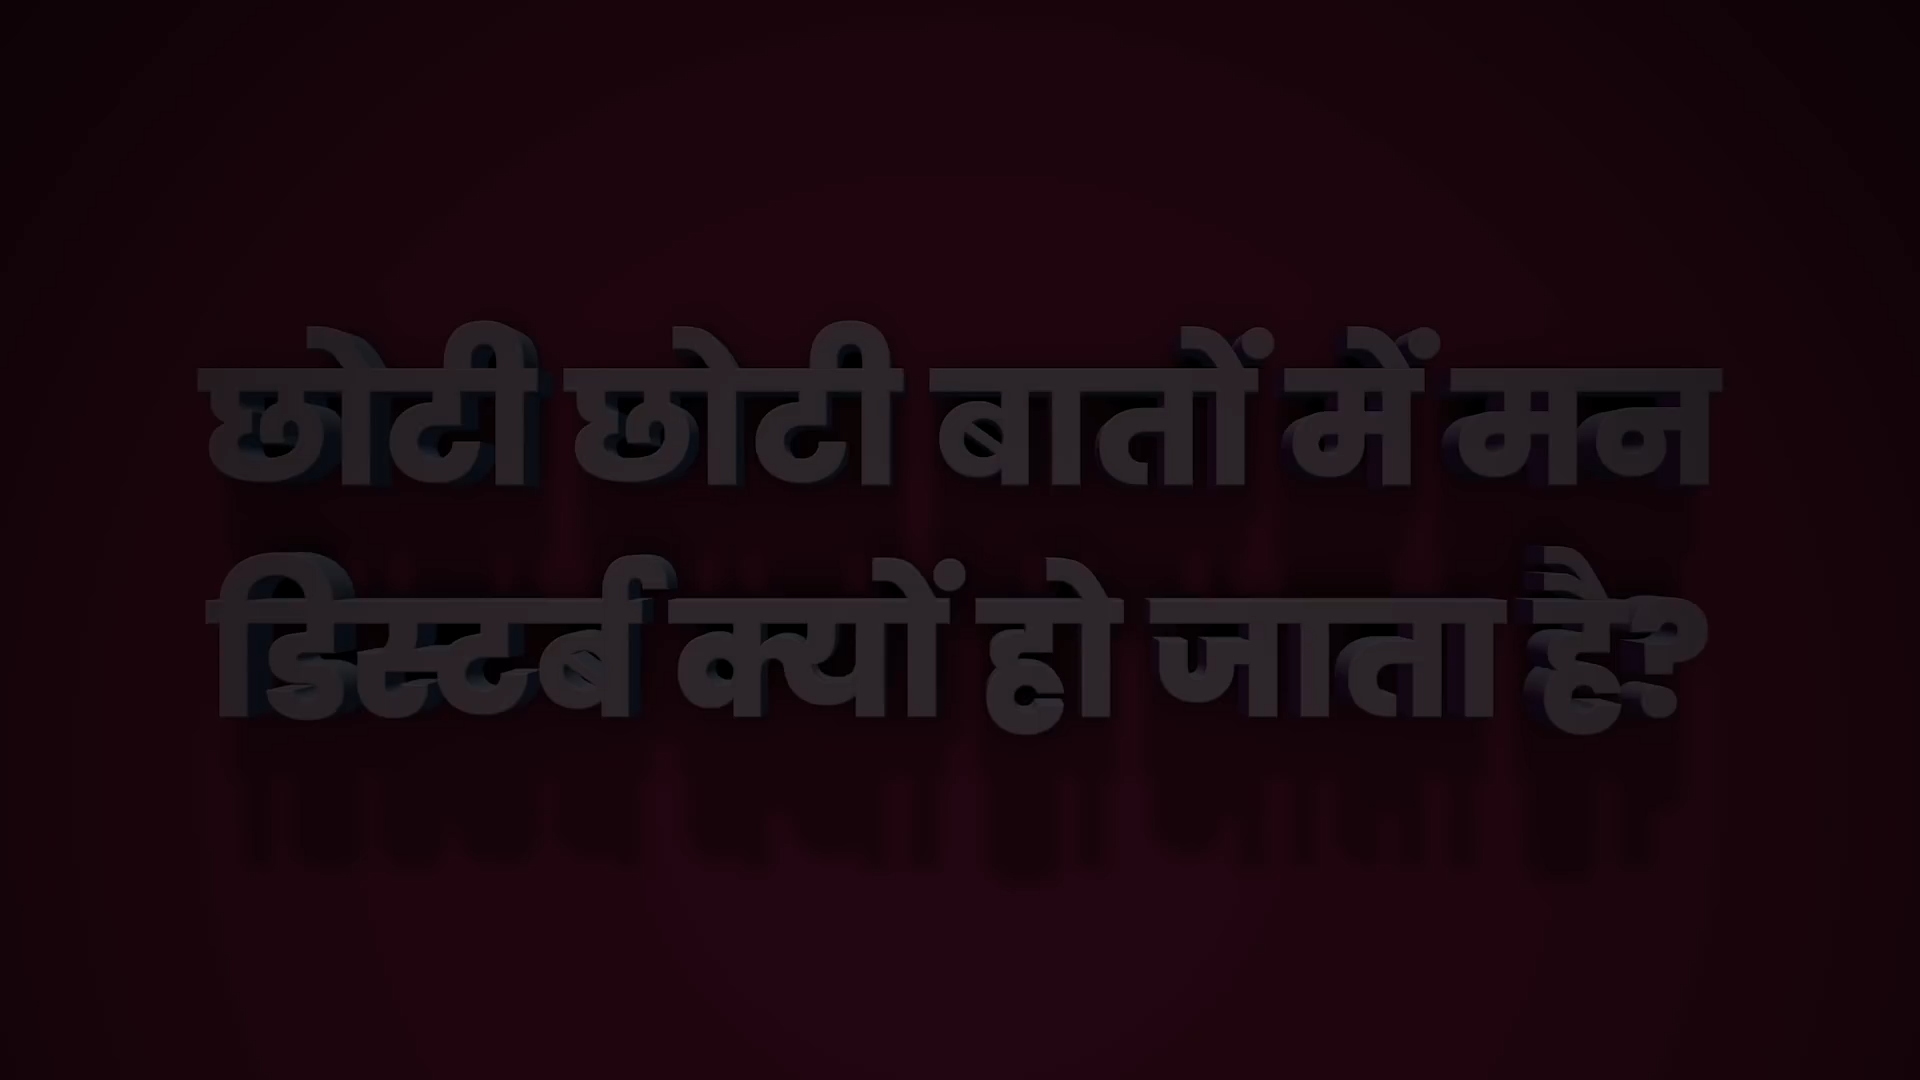 छोटी छोटी बातों में मन
डिस्टर्ब क्यों हो जाता है?